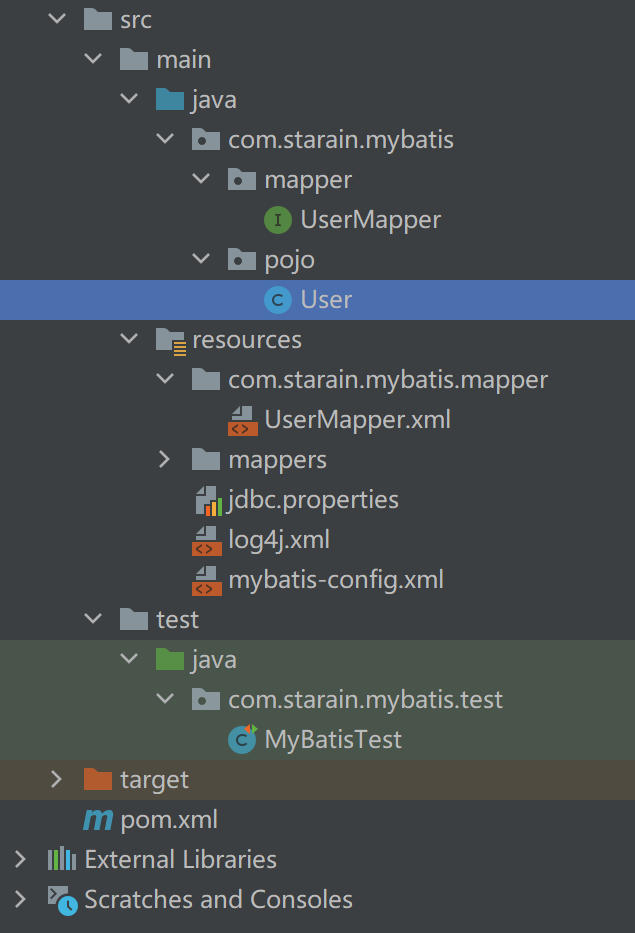 src
main
java
com.starain.mybatis
mapper
I UserMapper
pojo
C User
resources
com.starain.mybatis.mapper
<> UserMapper.xml
mappers
jdbc.properties
<> log4j.xml
<> mybatis-config.xml
test
java
com.starain.mybatis.test
C MyBatisTest
target
m pom.xml
External Libraries
Scratches and Consoles